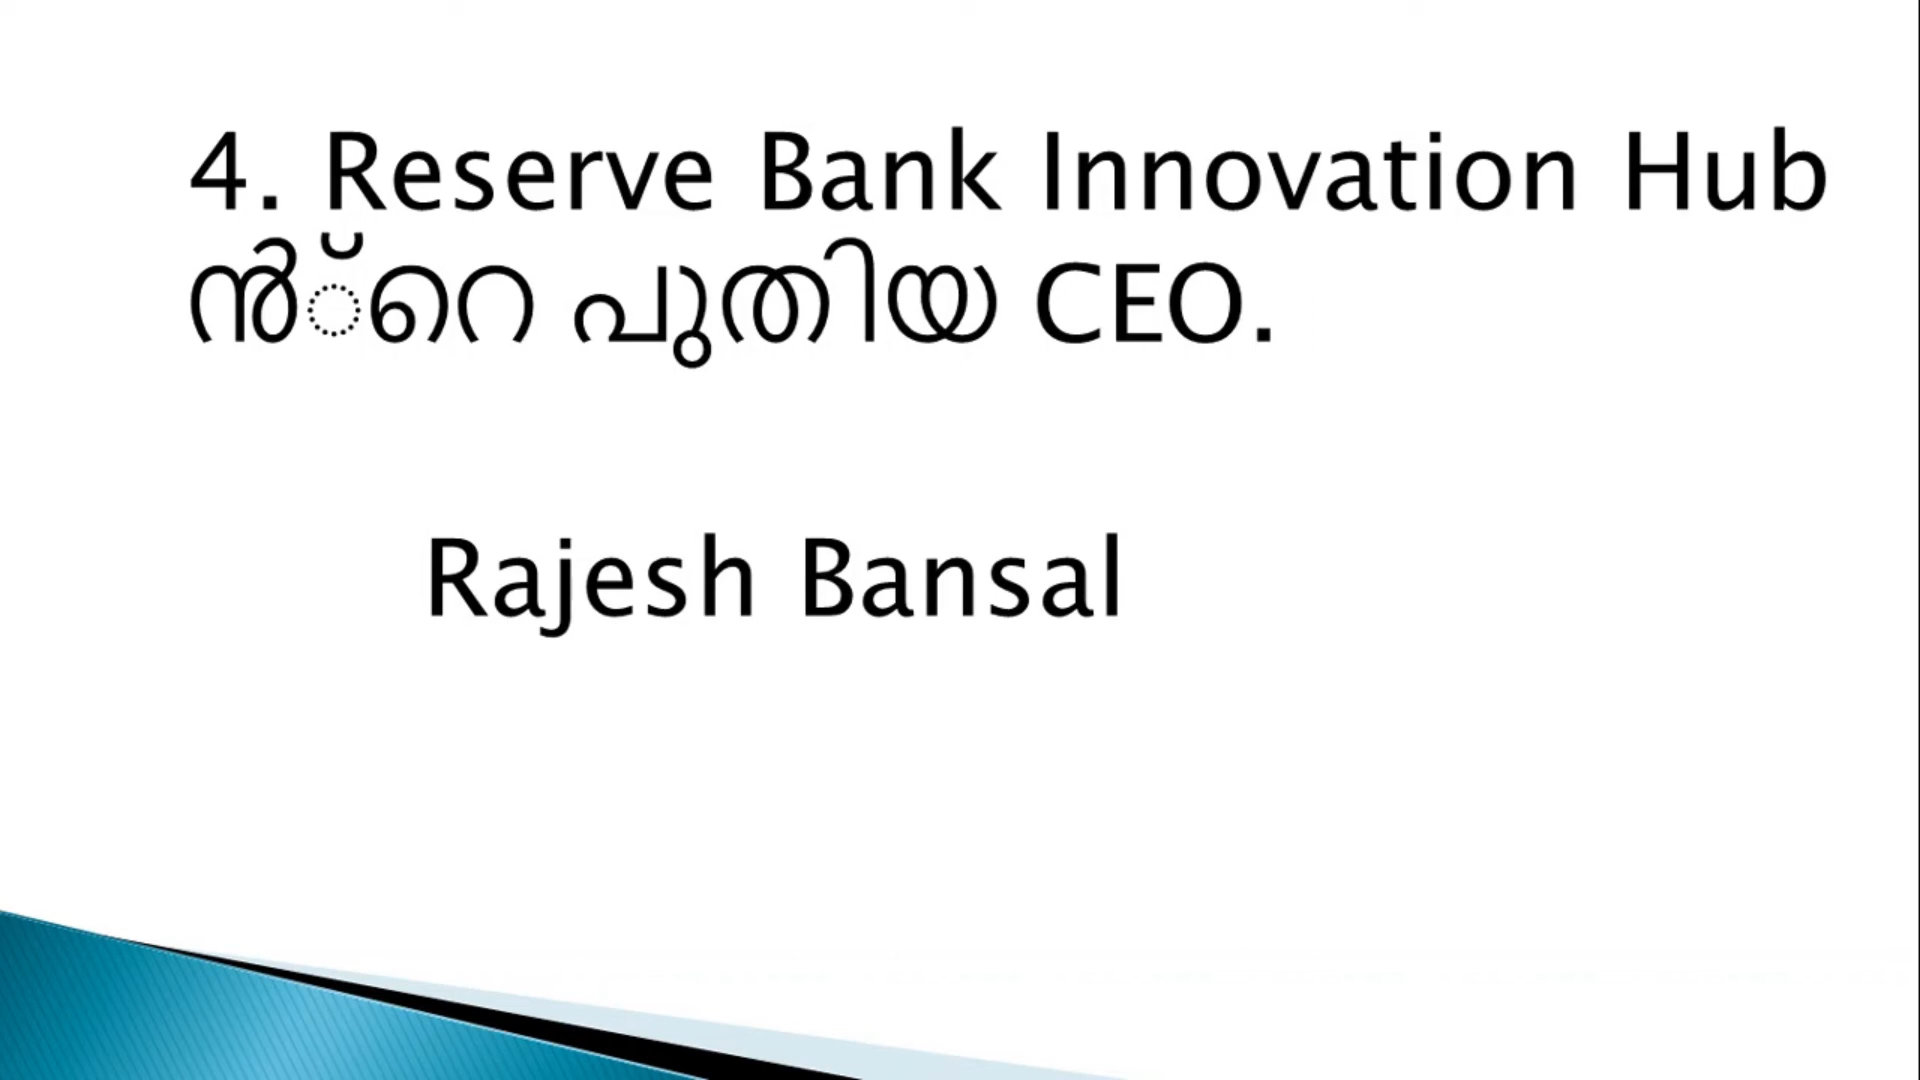 4. Reserve Bank Innovation Hub
ൻ്റെ പുതിയ CEO.
Rajesh Bansal